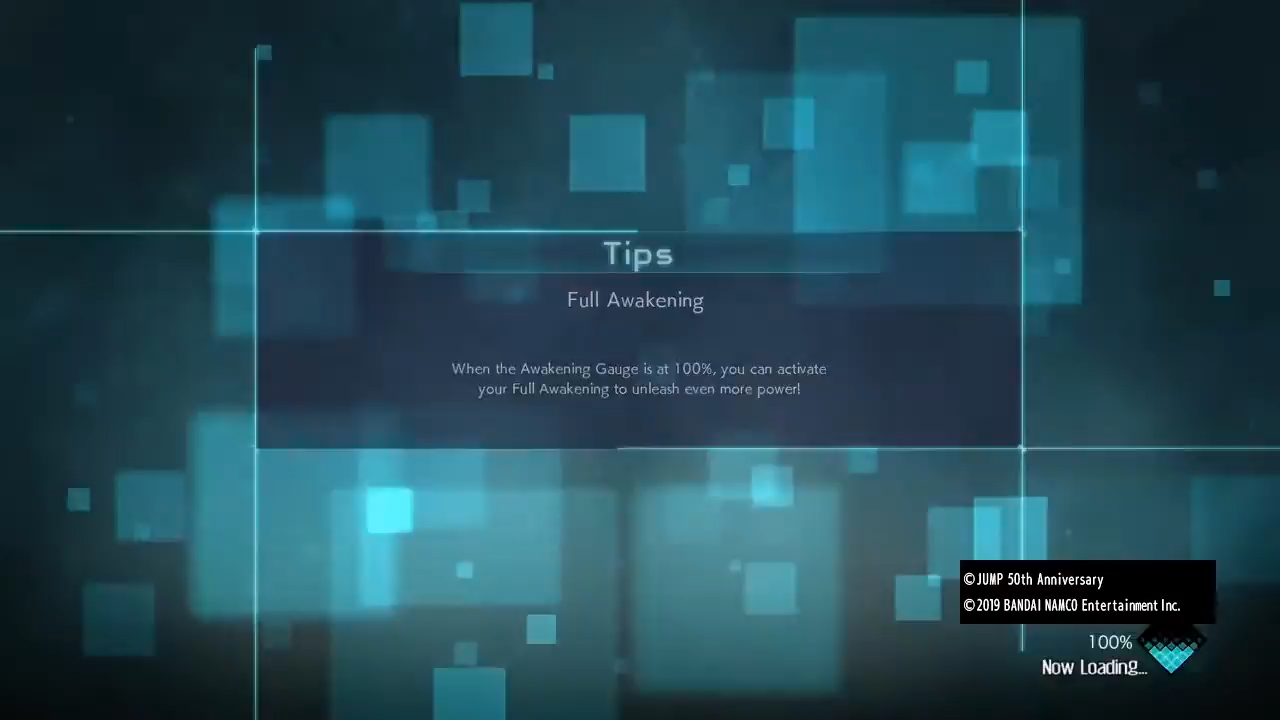 Tips
Full Awakening
When the Awakening Gauge is at 100%, you can activate
your Full Awakening to unleash even more power!
©JUMP 50th Anniversary
©2019 BANDAI NAMCO Entertainment Inc.
100%
Now Loading...